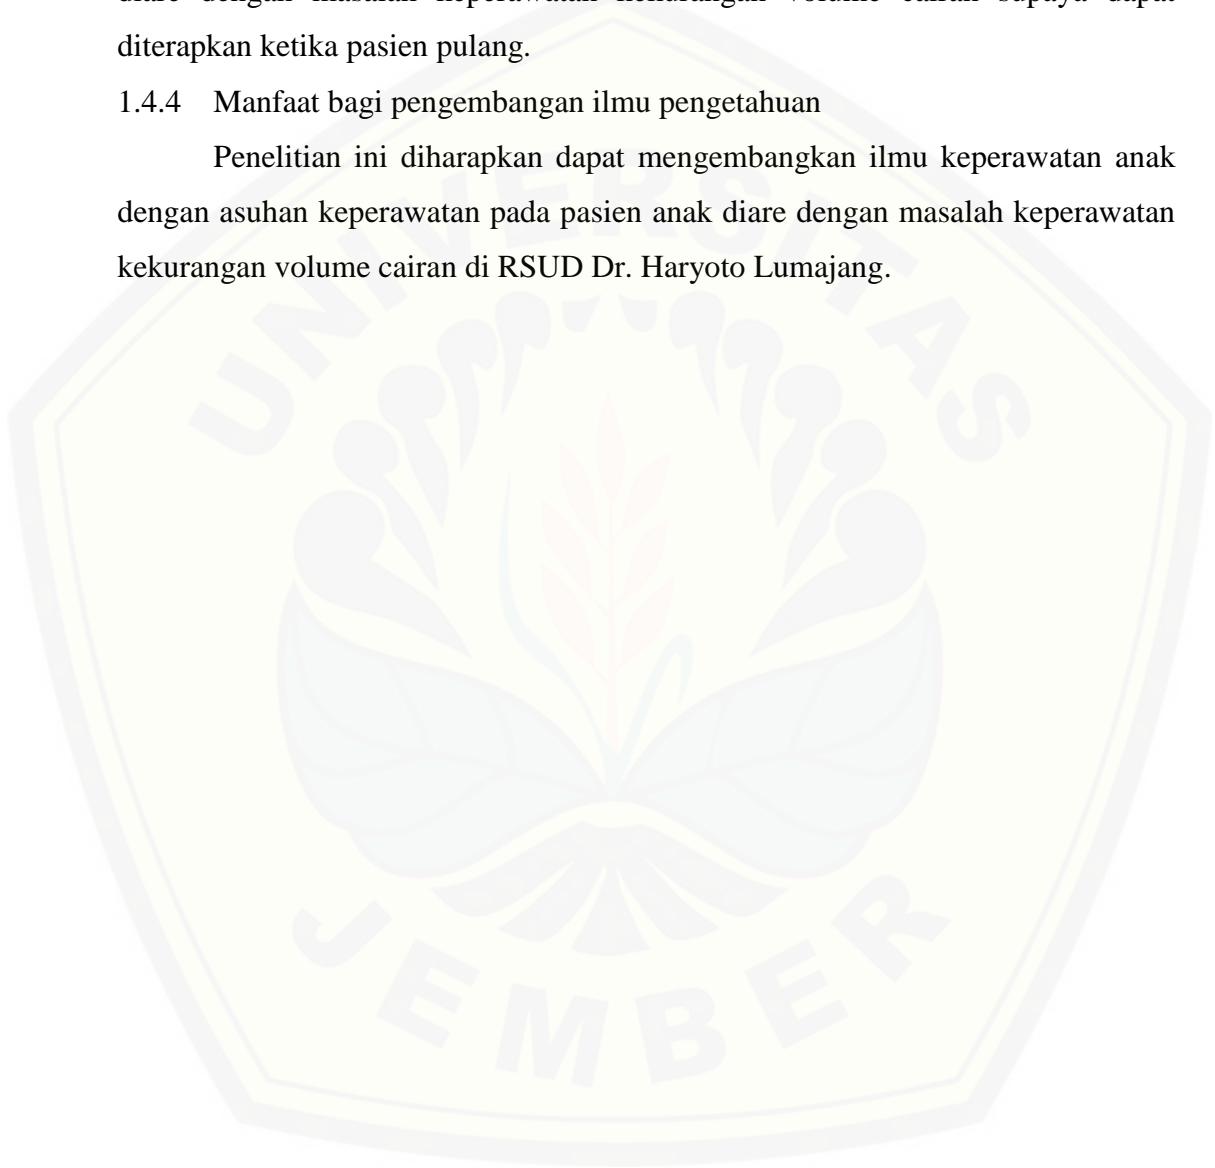 diare dengan masalah keperawatan kekurangan volume cairan supaya dapat
diterapkan ketika pasien pulang.
1.4.4 Manfaat bagi pengembangan ilmu pengetahuan
Penelitian ini diharapkan dapat mengembangkan ilmu keperawatan anak
dengan asuhan keperawatan pada pasien anak diare dengan masalah keperawatan
kekurangan volume cairan di RSUD Dr. Haryoto Lumajang.
UNIVERSITAS
JEMBER